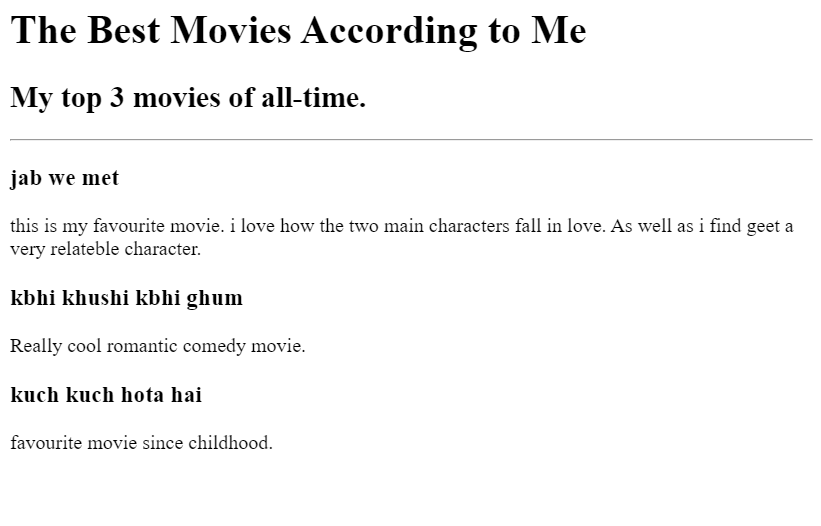 The Best Movies According to Me
My top 3 movies of all-time.
jab we met
this is my favourite movie. i love how the two main characters fall in love. As well as i find geet a
very relateble character.
kbhi khushi kbhi ghum
Really cool romantic comedy movie.
kuch kuch hota hai
favourite movie since childhood.